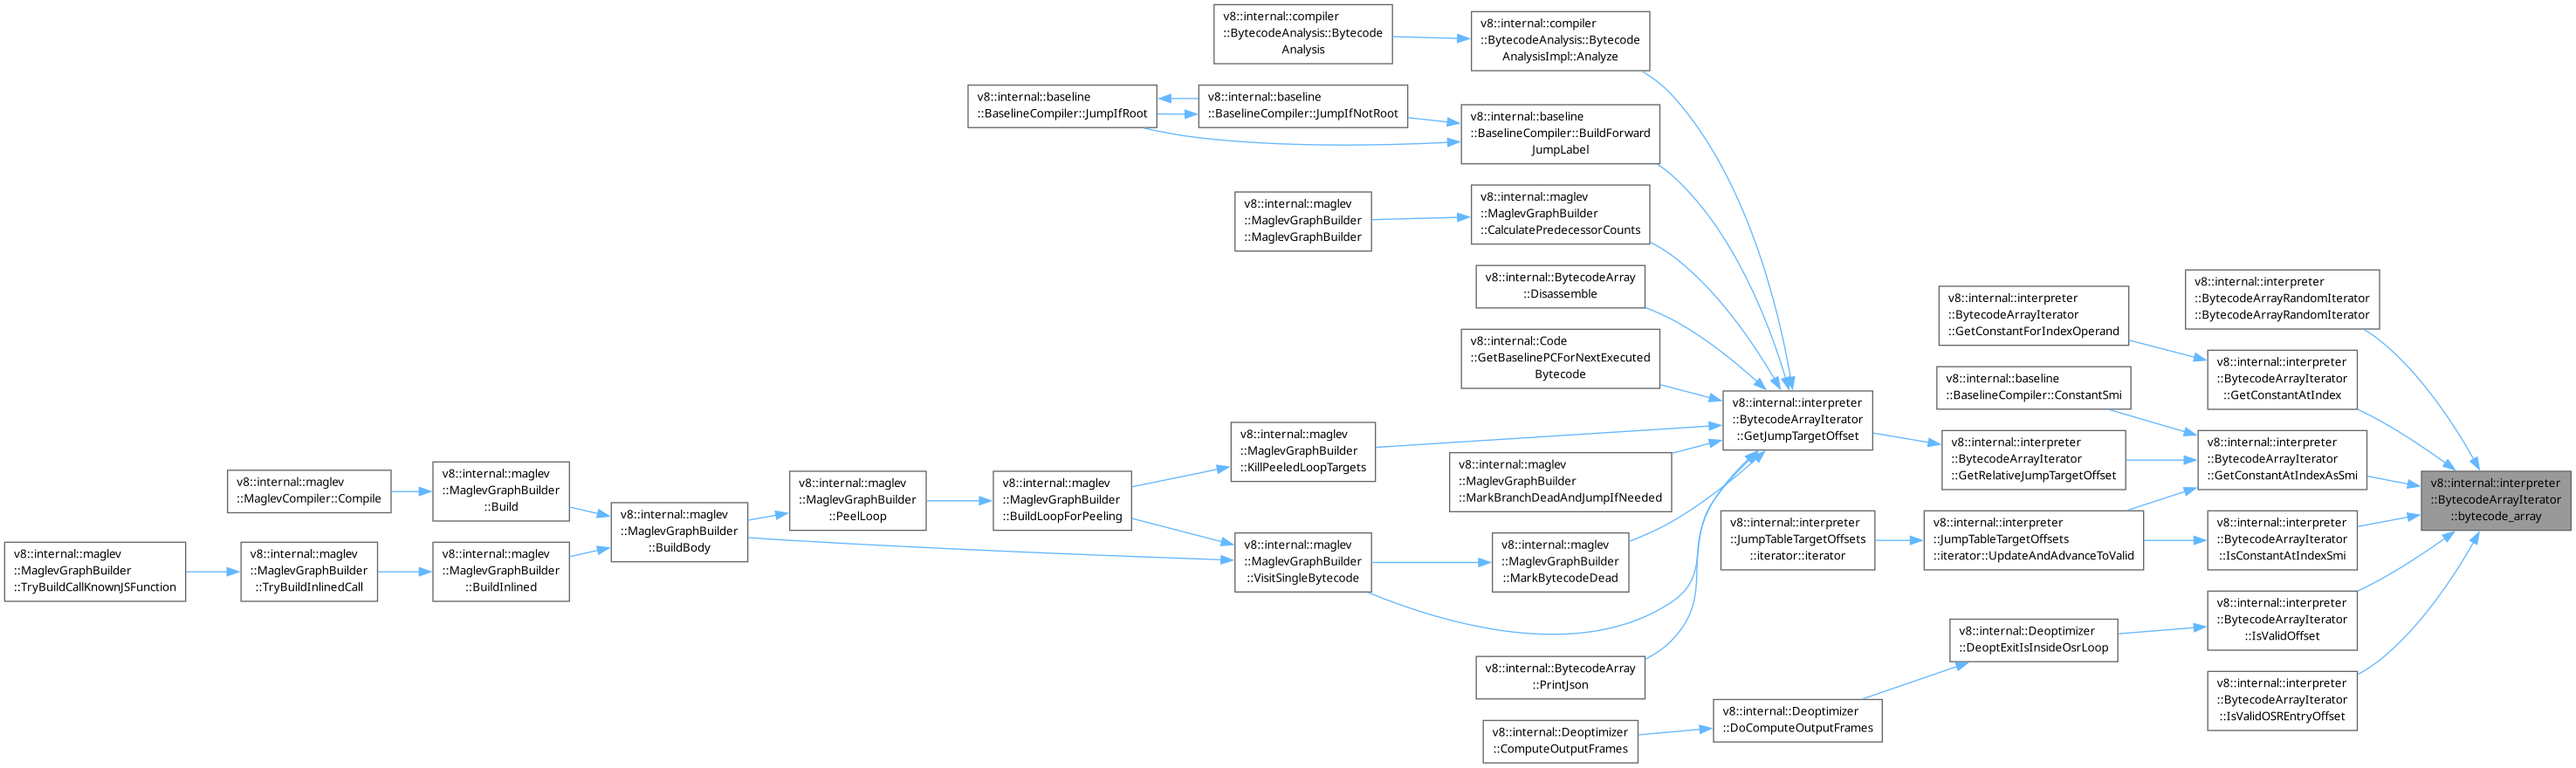 v8::internal::compiler
::BytecodeAnalysis::Bytecode
Analysis
v8::internal::compiler
::BytecodeAnalysis::Bytecode
AnalysisImpl::Analyze
v8::internal::baseline
::BaselineCompiler::JumpIfRoot
v8::internal::baseline
::BaselineCompiler::JumpIfNotRoot
v8::internal::baseline
::BaselineCompiler::BuildForward
JumpLabel
v8::internal::maglev
::MaglevGraphBuilder
::MaglevGraphBuilder
v8::internal::maglev
::MaglevGraphBuilder
::CalculatePredecessorCounts
v8::internal::BytecodeArray
::Disassemble
v8::internal::Code
::GetBaselinePCForNextExecuted
Bytecode
v8::internal::interpreter
::BytecodeArrayIterator
::GetConstantForIndexOperand
v8::internal::interpreter
::BytecodeArrayRandomIterator
::BytecodeArrayRandomIterator
v8::internal::interpreter
::BytecodeArrayIterator
::GetConstantAtIndex
v8::internal::baseline
::BaselineCompiler::ConstantSmi
v8::internal::interpreter
::BytecodeArrayIterator
::GetJumpTargetOffset
v8::internal::interpreter
::BytecodeArrayIterator
::GetRelativeJumpTargetOffset
v8::internal::interpreter
::BytecodeArrayIterator
::GetConstantAtIndexAsSmi
v8::internal::interpreter
::BytecodeArrayIterator
::bytecode_array
v8::internal::maglev
::MaglevGraphBuilder
::KillPeeledLoopTargets
v8::internal::maglev
::MaglevGraphBuilder
::MarkBranchDeadAndJumpIfNeeded
v8::internal::maglev
::MaglevCompiler::Compile
v8::internal::maglev
::MaglevGraphBuilder
::Build
v8::internal::maglev
::MaglevGraphBuilder
::BuildBody
v8::internal::maglev
::MaglevGraphBuilder
::PeelLoop
v8::internal::maglev
::MaglevGraphBuilder
::BuildLoopForPeeling
v8::internal::interpreter
::JumpTableTargetOffsets
::iterator::iterator
v8::internal::interpreter
::JumpTableTargetOffsets
::iterator::UpdateAndAdvanceToValid
v8::internal::interpreter
::BytecodeArrayIterator
::IsConstantAtIndexSmi
v8::internal::maglev
::MaglevGraphBuilder
::TryBuildCallKnownJSFunction
v8::internal::maglev
::MaglevGraphBuilder
::TryBuildInlinedCall
v8::internal::maglev
::MaglevGraphBuilder
::BuildInlined
v8::internal::maglev
::MaglevGraphBuilder
::VisitSingleBytecode
v8::internal::maglev
::MaglevGraphBuilder
::MarkBytecodeDead
v8::internal::interpreter
::BytecodeArrayIterator
::IsValidOffset
v8::internal::Deoptimizer
::DeoptExitIsInsideOsrLoop
v8::internal::BytecodeArray
::PrintJson
v8::internal::interpreter
::BytecodeArrayIterator
::IsValidOSREntryOffset
v8::internal::Deoptimizer
::DoComputeOutputFrames
v8::internal::Deoptimizer
::ComputeOutputFrames